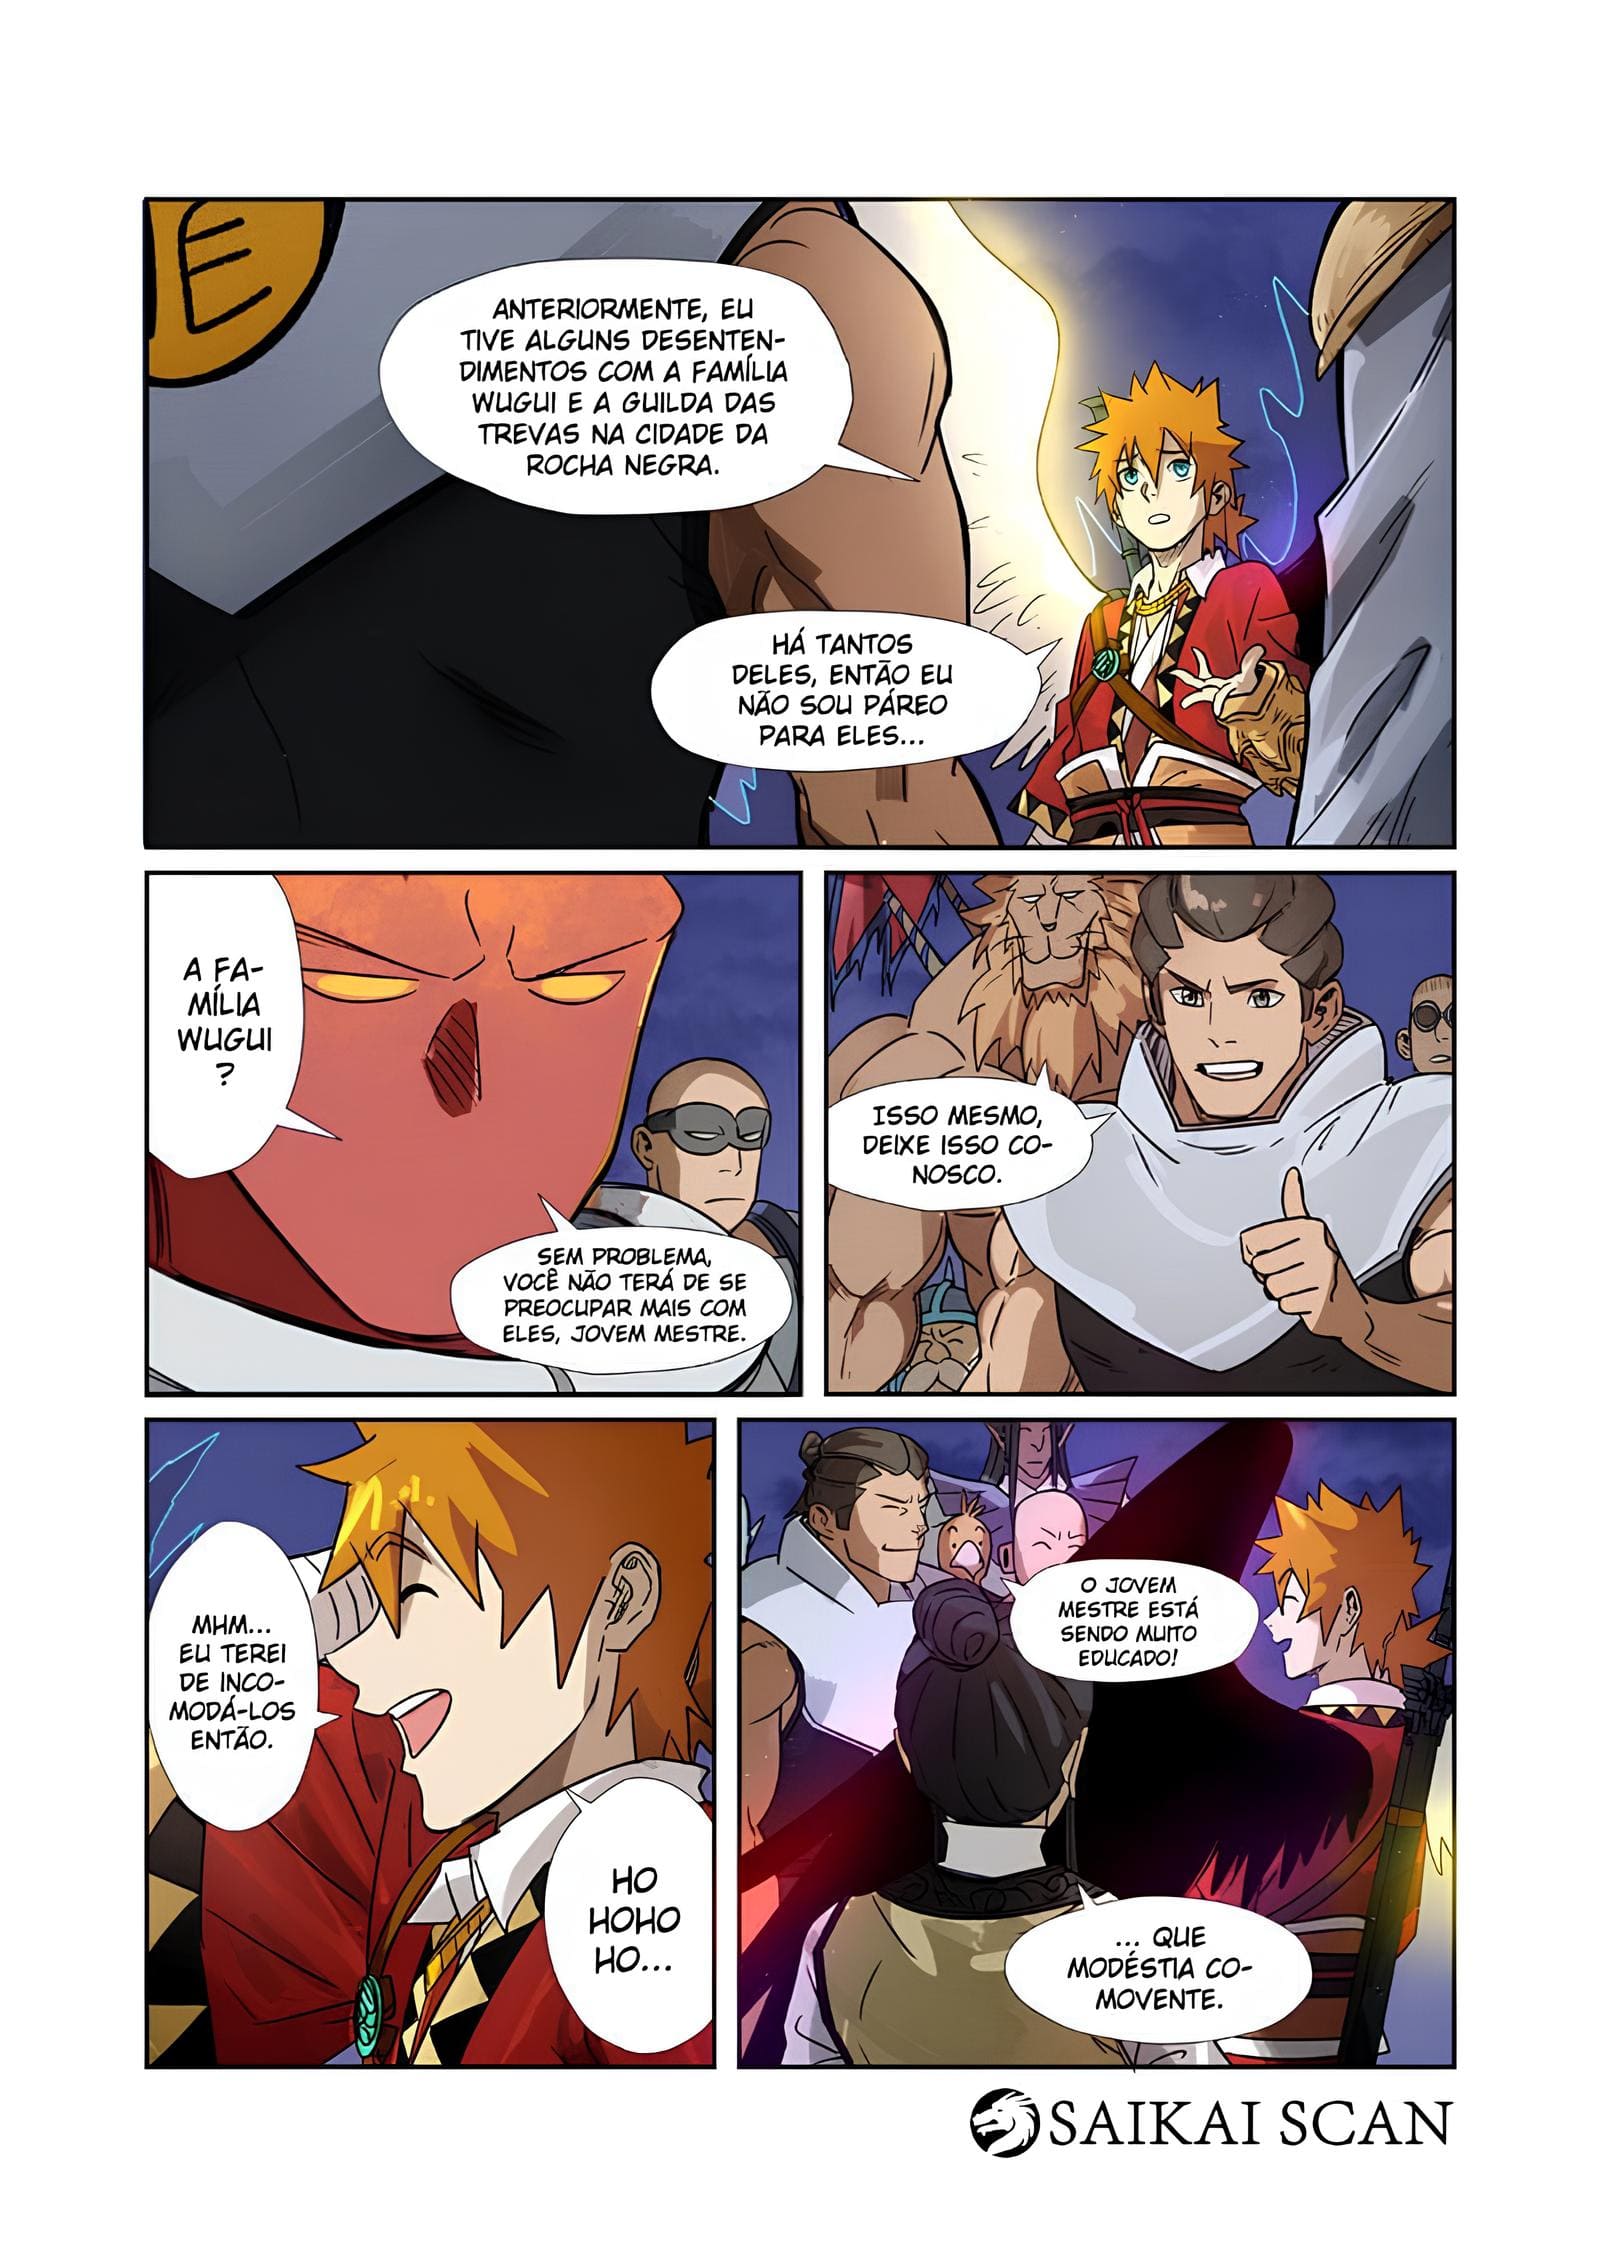 ANTERIORMENTE, EU
TIVE ALGUNS DESENTEN-
DIMENTOS COM A FAMÍLIA
WUGUI E A GUILDA DAS
TREVAS NA CIDADE DA
ROCHA NEGRA.
HÁ TANTOS
DELES, ENTÃO EU
NÃO SOU PÁREO
PARA ELES...
A FA-
MÍLIA
WUGUI
?
SEM PROBLEMA,
VOCÊ NÃO TERÁ DE SE
PREOCUPAR MAIS COM
ELES, JOVEM MESTRE.
ISSO MESMO,
DEIXE ISSO CO-
NOSCO.
MHM...
EU TEREI
DE INCO-
MODÁ-LOS
ENTÃO.
HO
HOHO
HO...
O JOVEM
MESTRE ESTÁ
SENDO MUITO
EDUCADO!
... QUE
MODÉSTIA CO-
MOVENTE.
SAIKAI SCAN